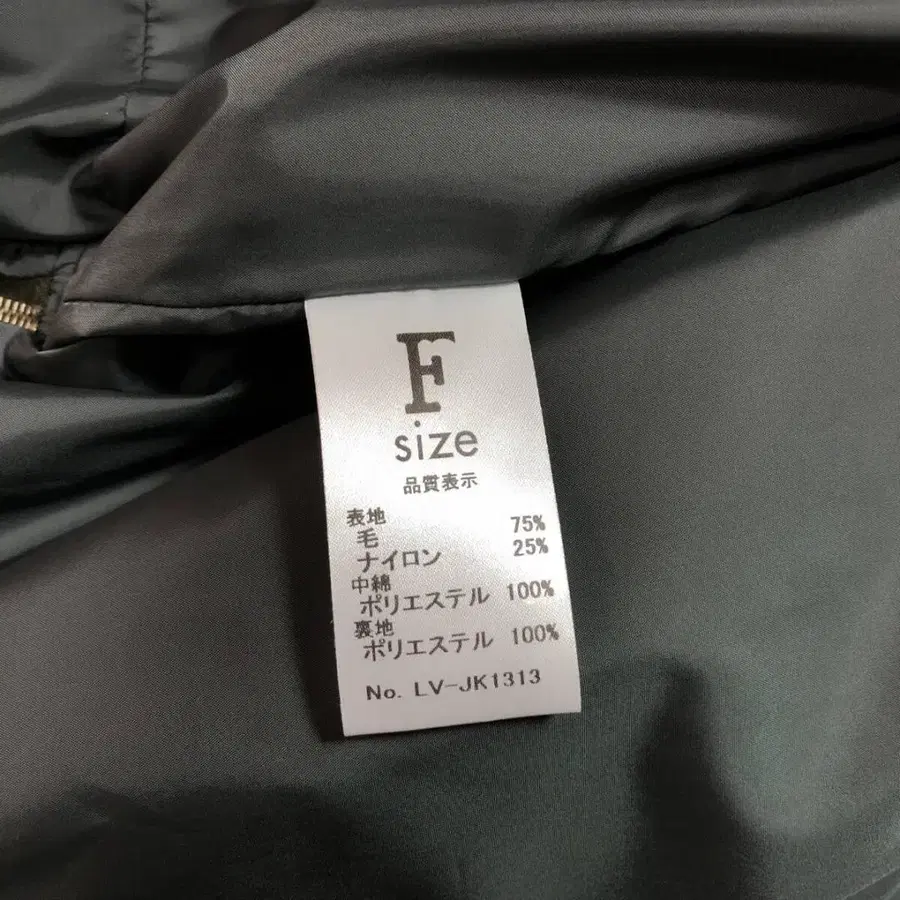 F
size
品質表示
表地
毛 75%
ナイロン 25%
中綿
ポリエステル 100%
裏地
ポリエステル 100%
No. LV-JK1313